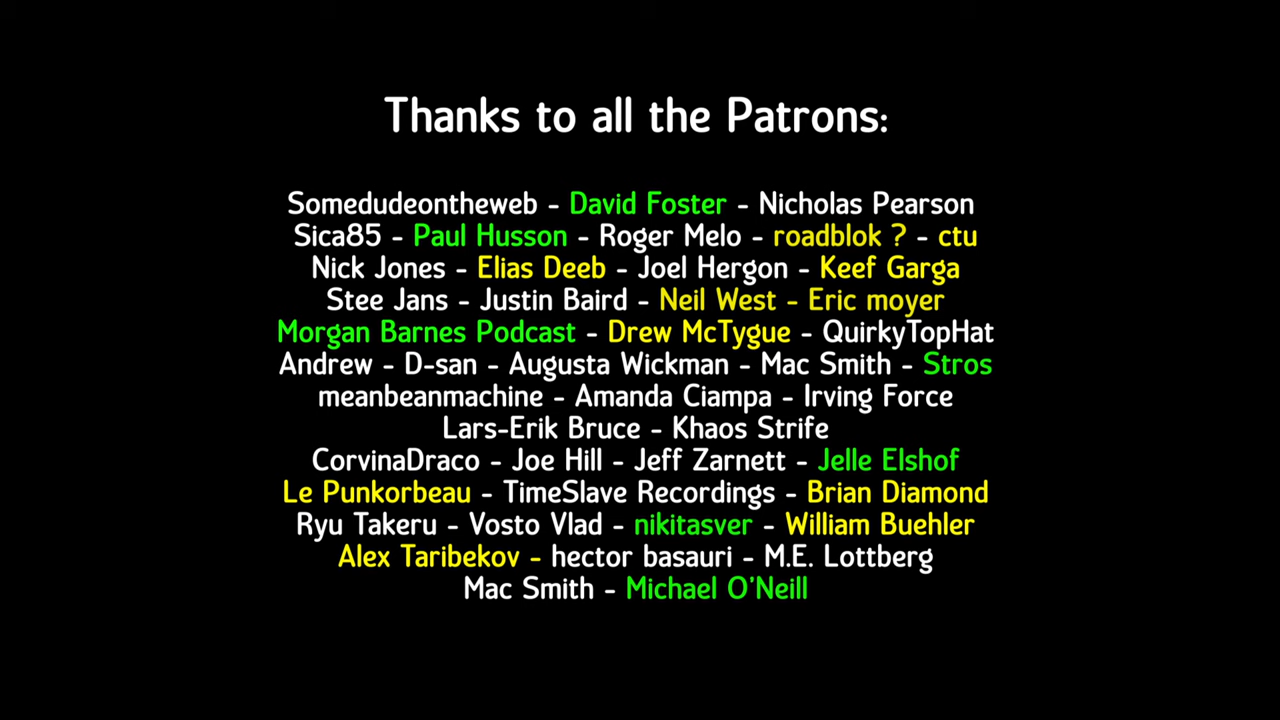 Thanks to all the Patrons:
Somedudeontheweb - David Foster - Nicholas Pearson
Sica85 - Paul Husson - Roger Melo - roadblok ? - ctu
Nick Jones - Elias Deeb - Joel Hergon - Keef Garga
Stee Jans - Justin Baird - Neil West - Eric moyer
Morgan Barnes Podcast - Drew McTygue - QuirkyTopHat
Andrew - D-san - Augusta Wickman - Mac Smith - Stros
meanbeanmachine - Amanda Ciampa - Irving Force
Lars-Erik Bruce - Khaos Strife
CorvinaDraco - Joe Hill - Jeff Zarnett - Jelle Elshof
Le Punkorbeau - TimeSlave Recordings - Brian Diamond
Ryu Takeru - Vosto Vlad - nikitasver - William Buehler
Alex Taribekov - hector basauri - M.E. Lottberg
Mac Smith - Michael O'Neill